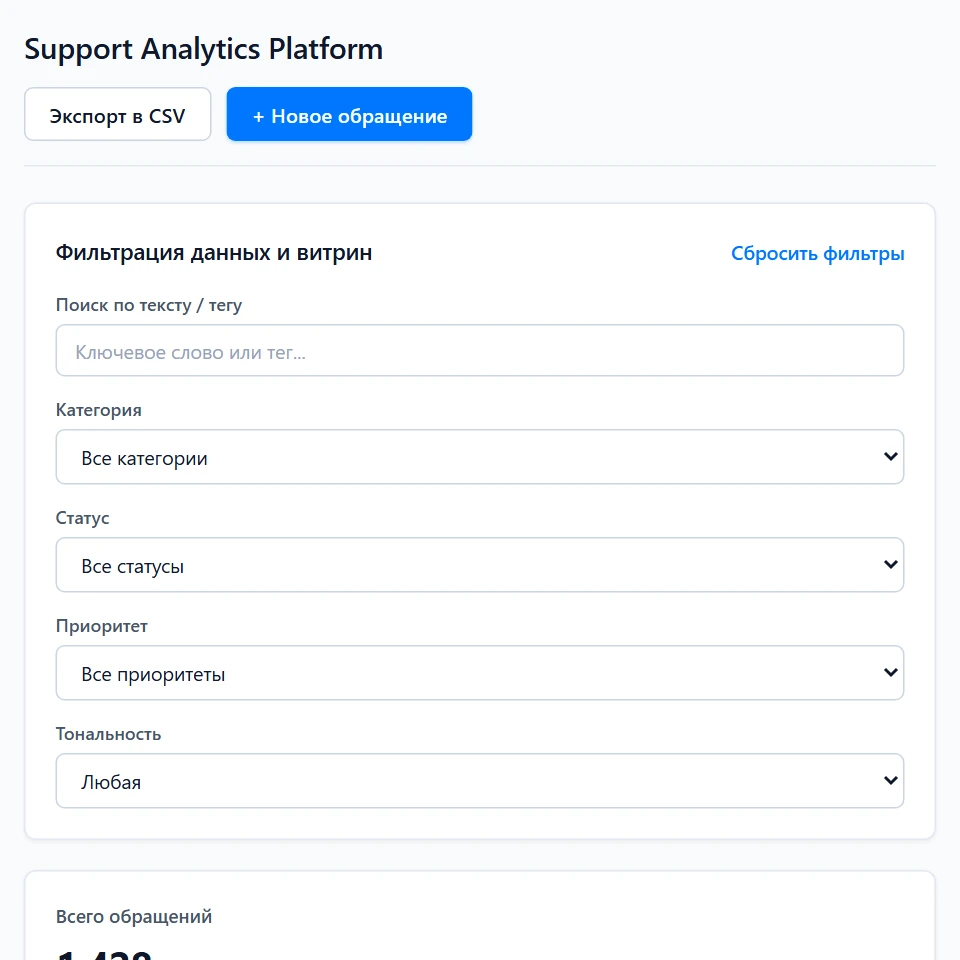 Support Analytics Platform
Экспорт в CSV
+ Новое обращение
Фильтрация данных и витрин
Сбросить фильтры
Поиск по тексту / тегу
Ключевое слово или тег...
Категория
Все категории
Статус
Все статусы
Приоритет
Все приоритеты
Тональность
Любая
Всего обращений